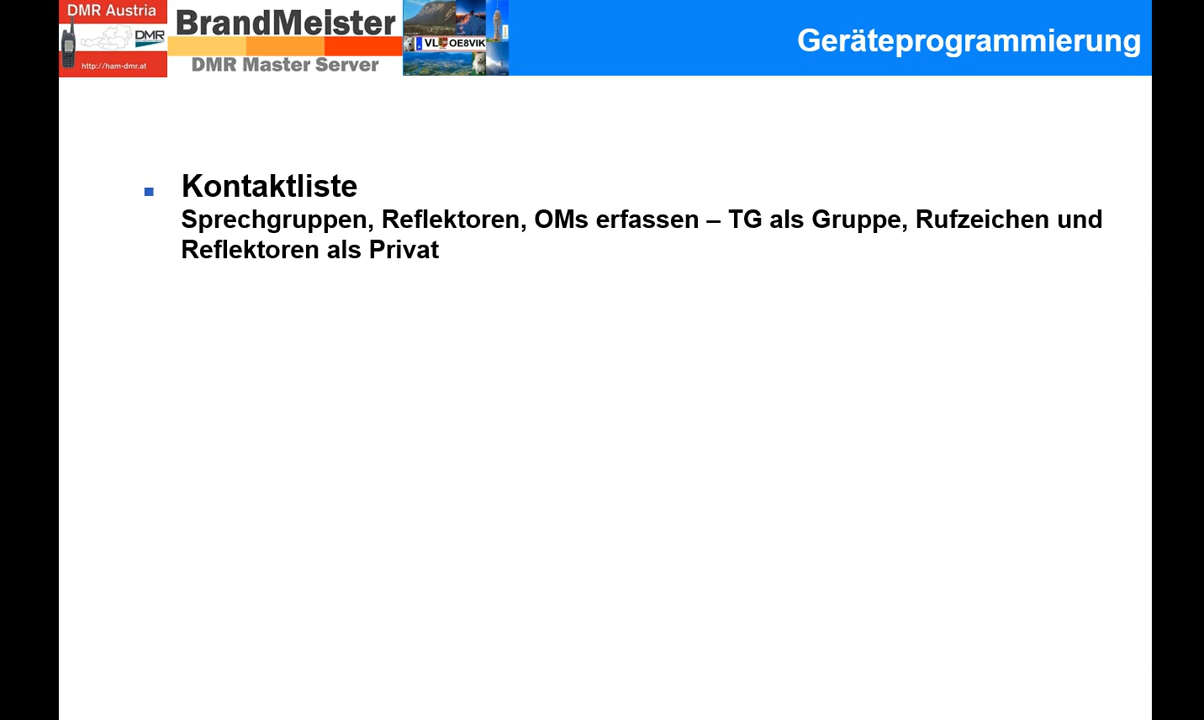 DMR Austria
DMR
http://ham-dmr.at
BrandMeister
DMR Master Server
VL OE8VIK
Geräteprogrammierung
Kontaktliste
Sprechgruppen, Reflektoren, OMs erfassen – TG als Gruppe, Rufzeichen und
Reflektoren als Privat